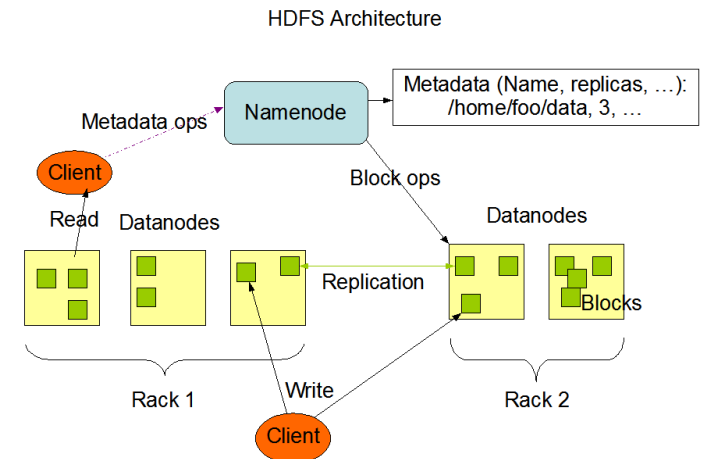 HDFS Architecture
Metadata (Name, replicas, …):
/home/foo/data, 3, …
Namenode
Metadata ops
Client
Block ops
Read
Datanodes
Datanodes
Replication
Blocks
Rack 1
Write
Rack 2
Client